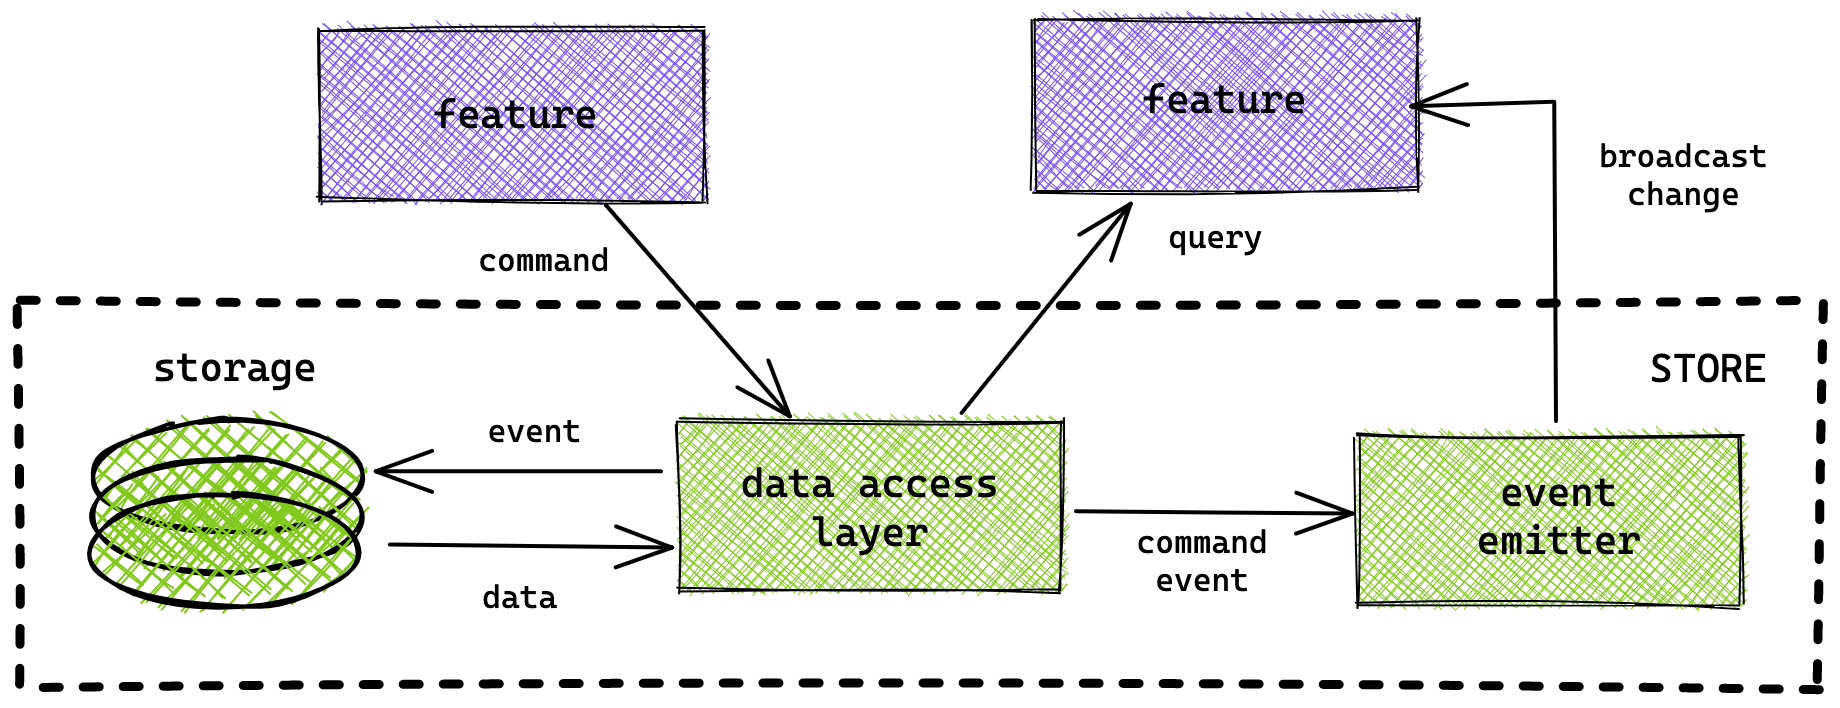 feature
feature
broadcast
change
query
command
storage
STORE
event
data access
layer
event
emitter
command
event
data